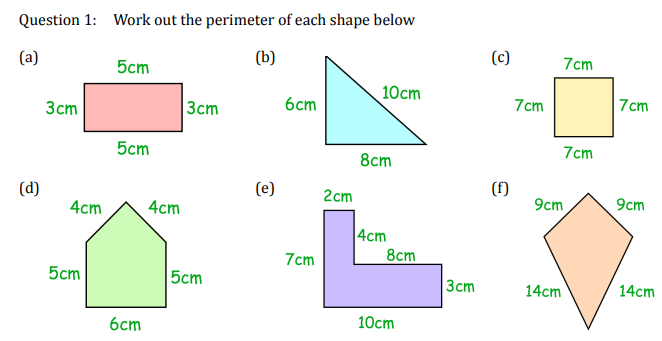 Question 1: Work out the perimeter of each shape below
(a)
5cm
3cm
3cm
5cm
(b)
6cm
10cm
8cm
(c)
7cm
7cm
7cm
7cm
(d)
4cm
4cm
5cm
5cm
6cm
(e)
2cm
4cm
8cm
7cm
3cm
10cm
(f)
9cm
9cm
14cm
14cm